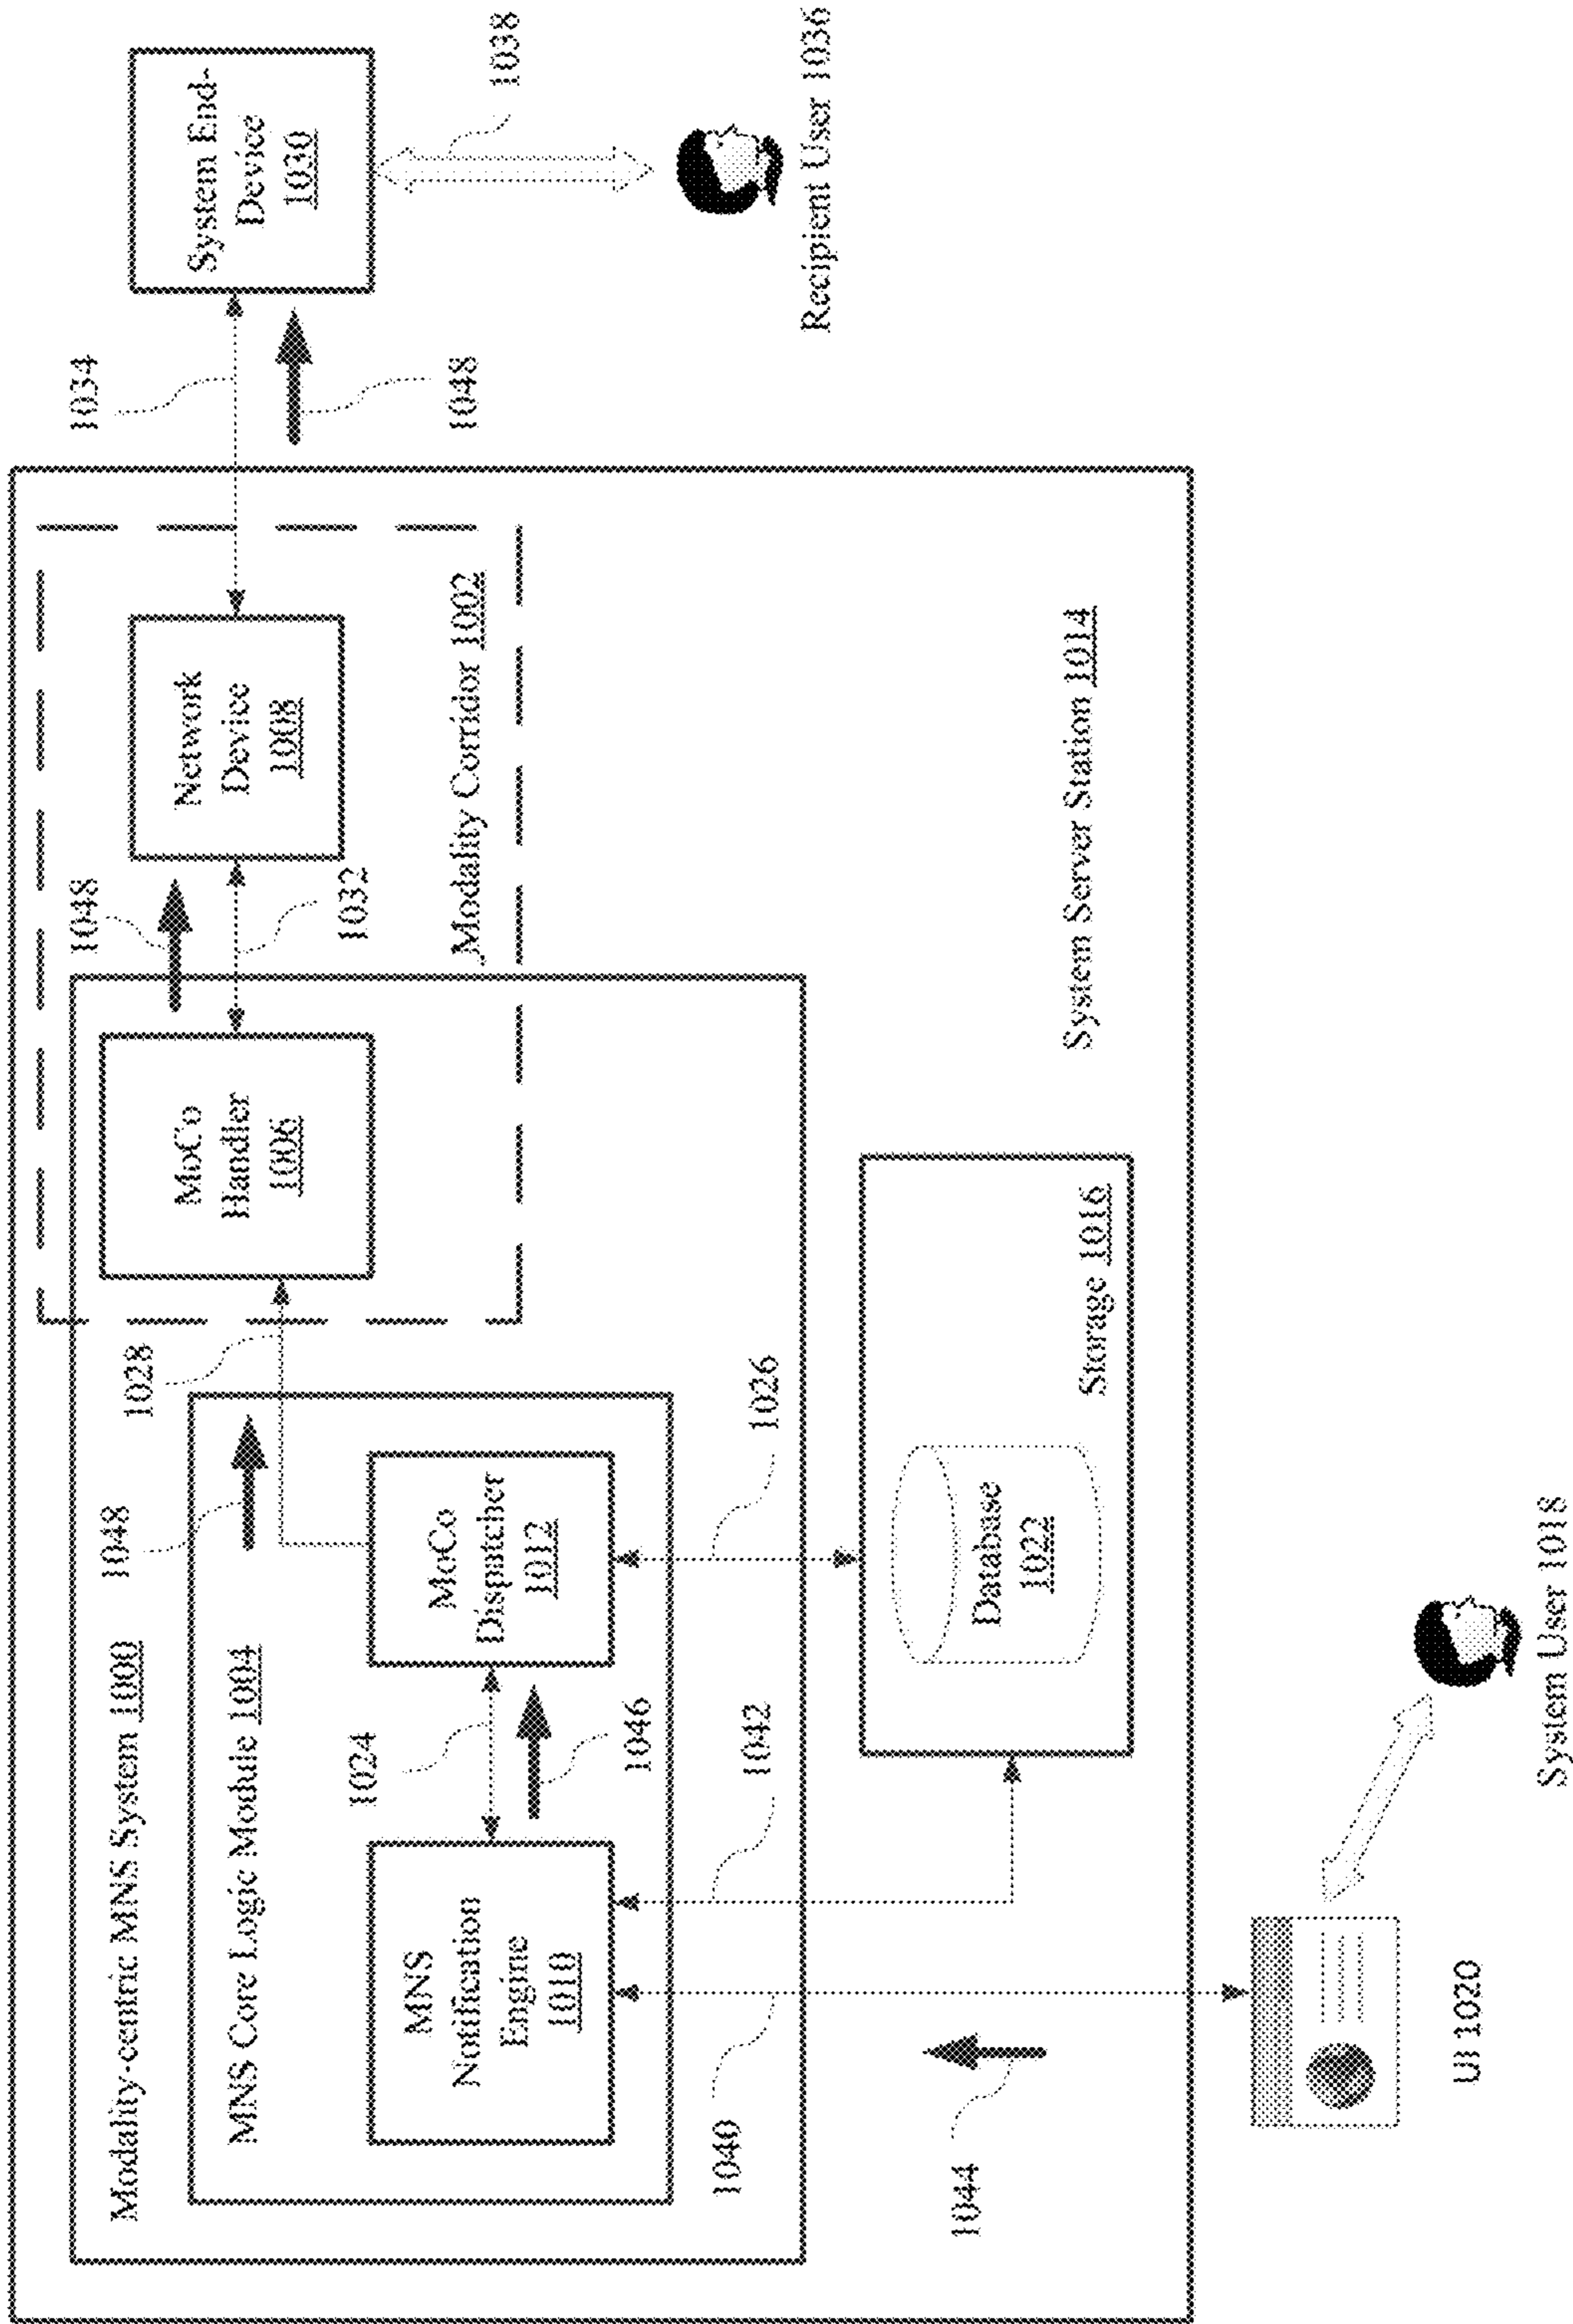 Modality-centric MNS System 1000
MNS Core Logic Module 1004
MNS
Notification
Engine
1010
1024
1046
MoCo
Dispatcher
1012
1048
1028
MoCo
Handler
1006
1048
1032
Network
Device
1008
Modality Corridor 1002
1034
1048
System End-
Device
1030
1038
Recipient User 1036
1040
1042
1026
1044
Database
1022
Storage 1016
System Server Station 1014
UI 1020
System User 1018